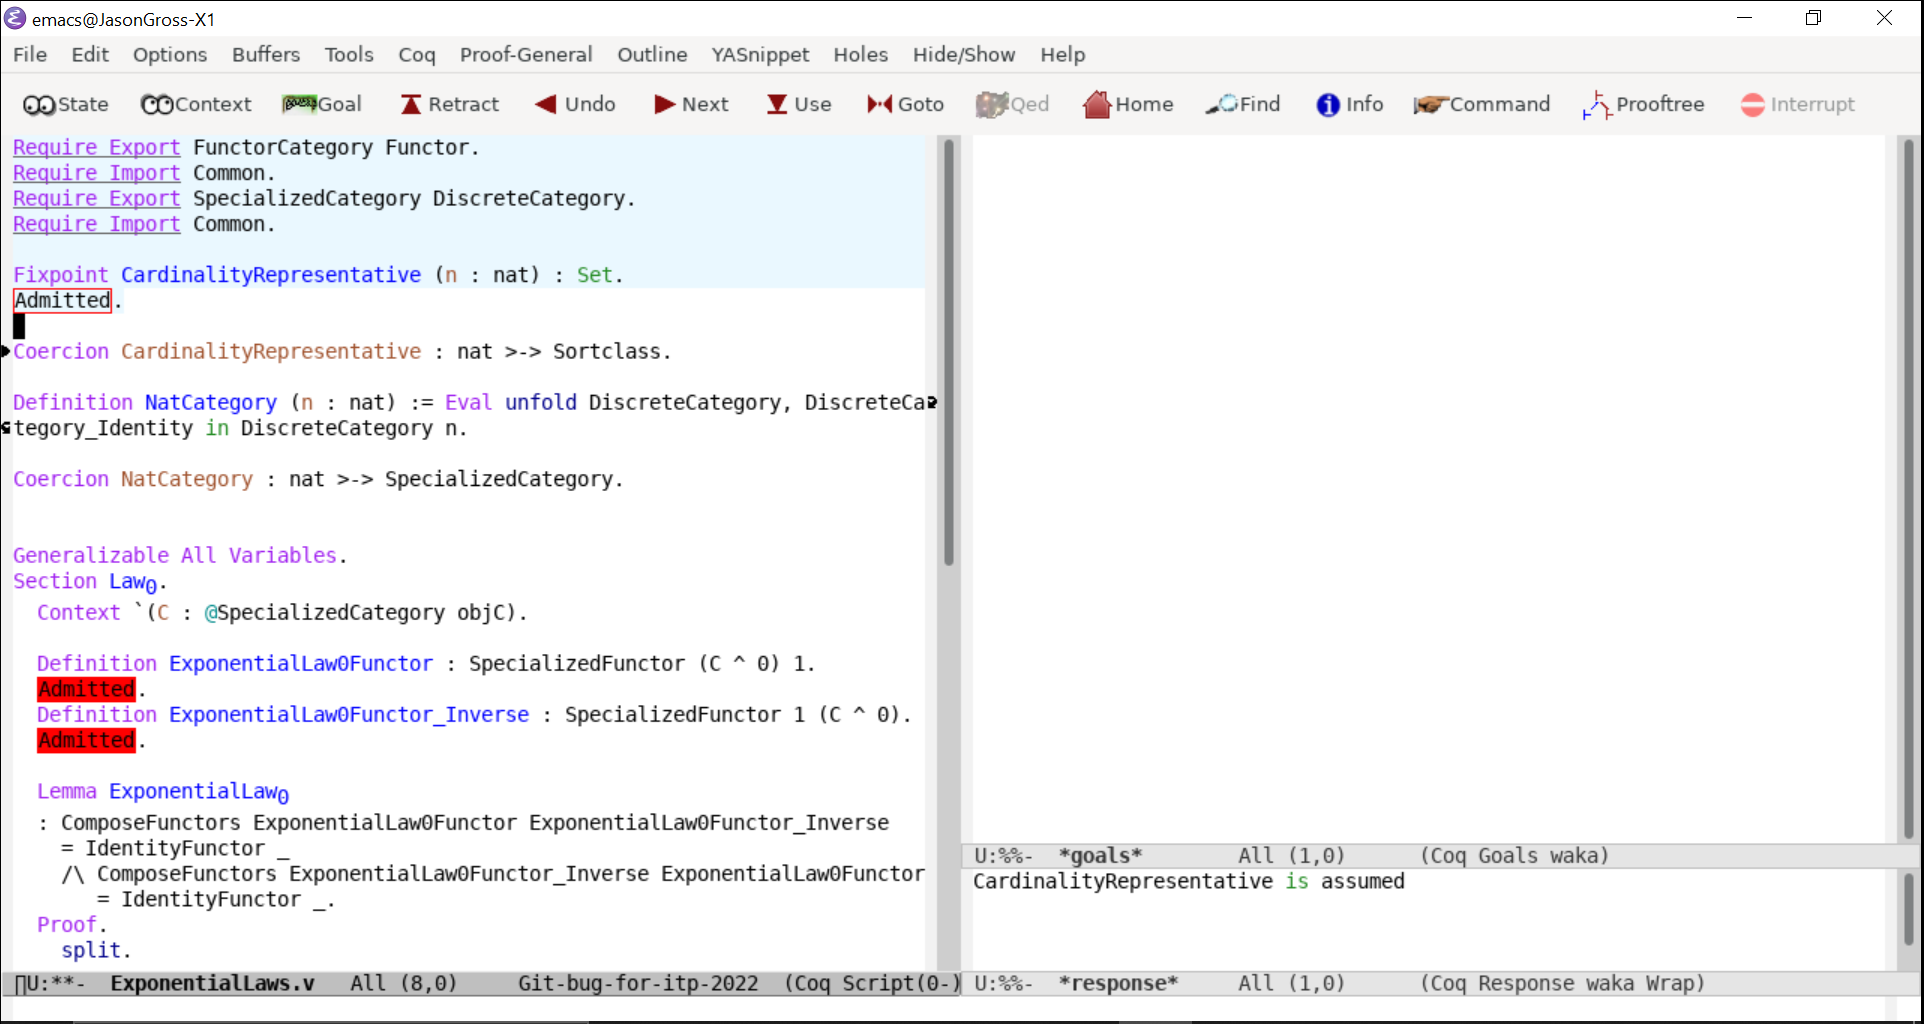 emacs@JasonGross-X1
File Edit Options Buffers Tools Coq Proof-General Outline YASnippet Holes Hide/Show Help
State Context Goal Retract Undo Next Use Goto Qed Home Find Info Command Prooftree Interrupt
Require Export FunctorCategory Functor.
Require Import Common.
Require Export SpecializedCategory DiscreteCategory.
Require Import Common.
Fixpoint CardinalityRepresentative (n : nat) : Set.
Admitted.
Coercion CardinalityRepresentative : nat >-> Sortclass.
Definition NatCategory (n : nat) := Eval unfold DiscreteCategory, DiscreteCa
tegory_Identity in DiscreteCategory n.
Coercion NatCategory : nat >-> SpecializedCategory.
Generalizable All Variables.
Section Law₀.
  Context `(C : @SpecializedCategory objC).
  Definition ExponentialLaw0Functor : SpecializedFunctor (C ^ 0) 1.
  Admitted.
  Definition ExponentialLaw0Functor_Inverse : SpecializedFunctor 1 (C ^ 0).
  Admitted.
  Lemma ExponentialLaw₀
  : ComposeFunctors ExponentialLaw0Functor ExponentialLaw0Functor_Inverse
    = IdentityFunctor _
    /\ ComposeFunctors ExponentialLaw0Functor_Inverse ExponentialLaw0Functor
       = IdentityFunctor _.
  Proof.
    split.
U:**-  ExponentialLaws.v   All (8,0)     Git-bug-for-itp-2022  (Coq Script(0-)
U:%%-  *goals*        All (1,0)      (Coq Goals waka)
CardinalityRepresentative is assumed
U:%%-  *response*     All (1,0)      (Coq Response waka Wrap)